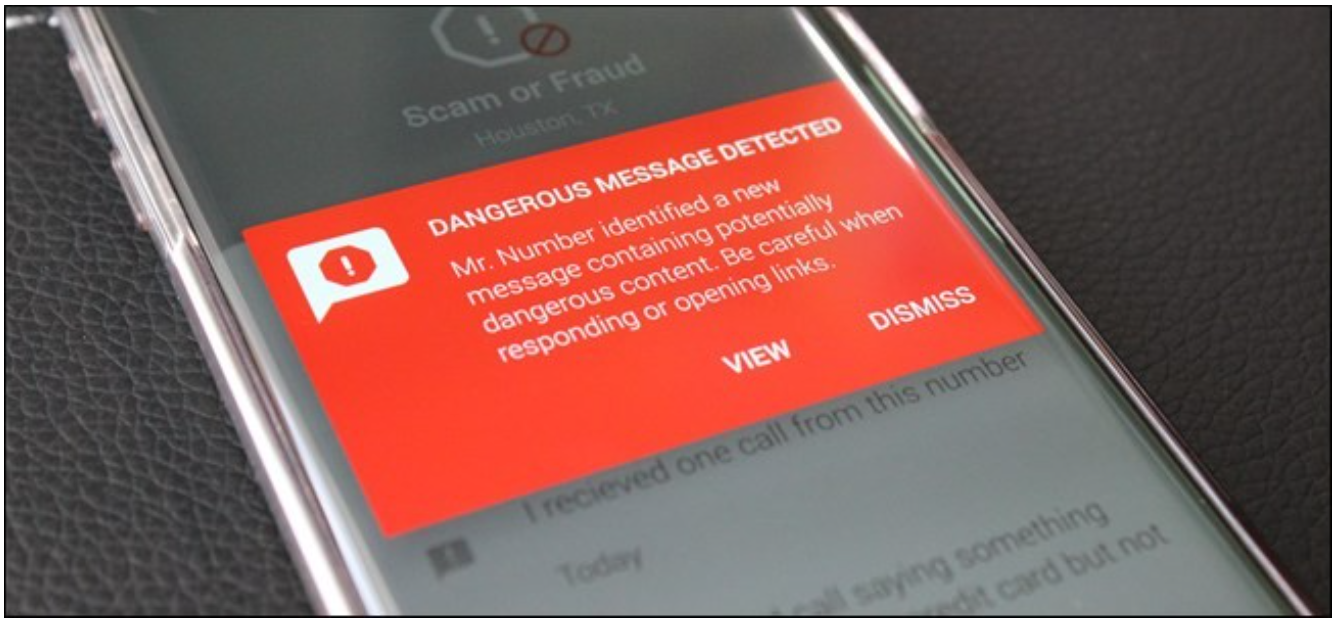 Scam or Fraud
Houston, TX
DANGEROUS MESSAGE DETECTED
Mr. Number identified a new
message containing potentially
dangerous content. Be careful when
responding or opening links.
VIEW
DISMISS
I recieved one call from this number
Today
call saying something
credit card but not